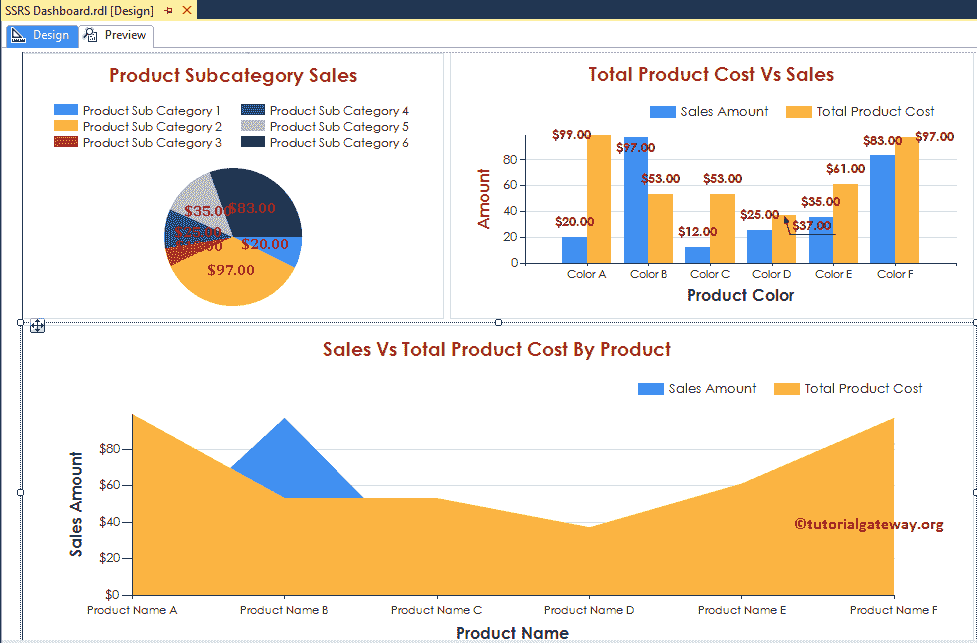 SSRS Dashboard.rdl [Design]
Design Preview
Product Subcategory Sales
Product Sub Category 1 Product Sub Category 4
Product Sub Category 2 Product Sub Category 5
Product Sub Category 3 Product Sub Category 6
$35.00 $83.00
$20.00
$97.00
Total Product Cost Vs Sales
Sales Amount Total Product Cost
Amount
80
60
40
20
0
$99.00
$20.00
$97.00
$53.00
$12.00
$53.00
$25.00
$37.00
$35.00
$61.00
$83.00
$97.00
Color A Color B Color C Color D Color E Color F
Product Color
Sales Vs Total Product Cost By Product
Sales Amount Total Product Cost
Sales Amount
$80
$60
$40
$20
$0
©tutorialgateway.org
Product Name A Product Name B Product Name C Product Name D Product Name E Product Name F
Product Name